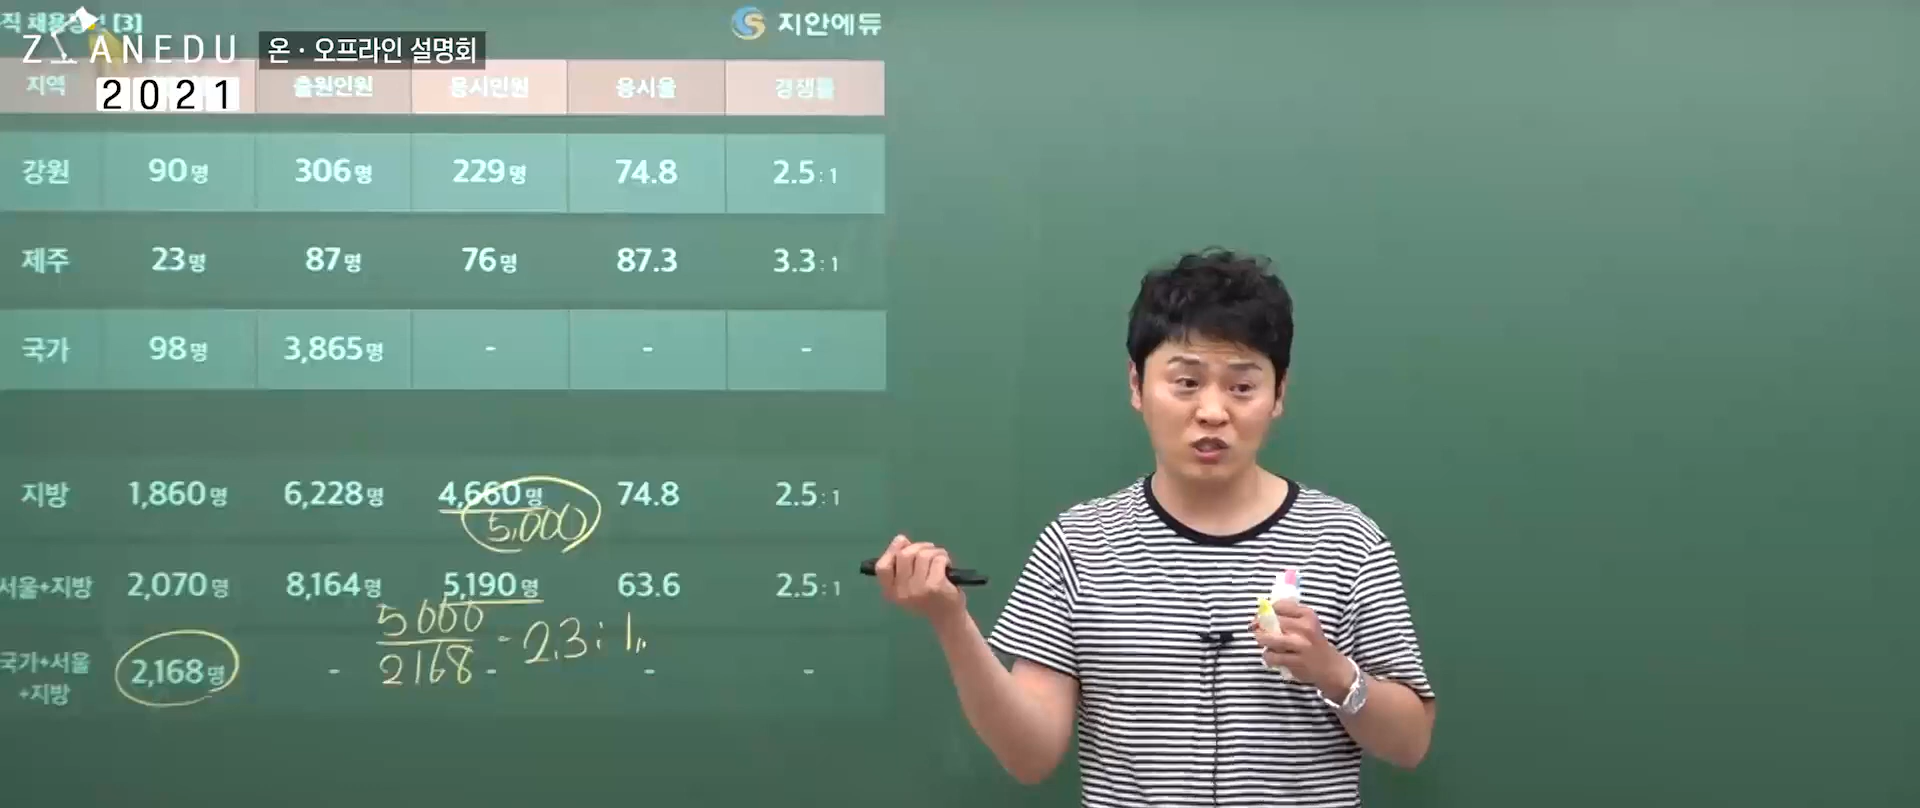 직 채용정보 [3]
지안에듀
ZIANEDU 온·오프라인 설명회
2021
지역 출원인원 응시인원 응시율 경쟁률
강원 90명 306명 229명 74.8 2.5:1
제주 23명 87명 76명 87.3 3.3:1
국가 98명 3,865명 - - -
지방 1,860명 6,228명 4,660명 74.8 2.5:1
5,000
서울+지방 2,070명 8,164명 5,190명 63.6 2.5:1
5000
2168
- 2.3:1
국가+서울
+지방 2,168명 - - - -